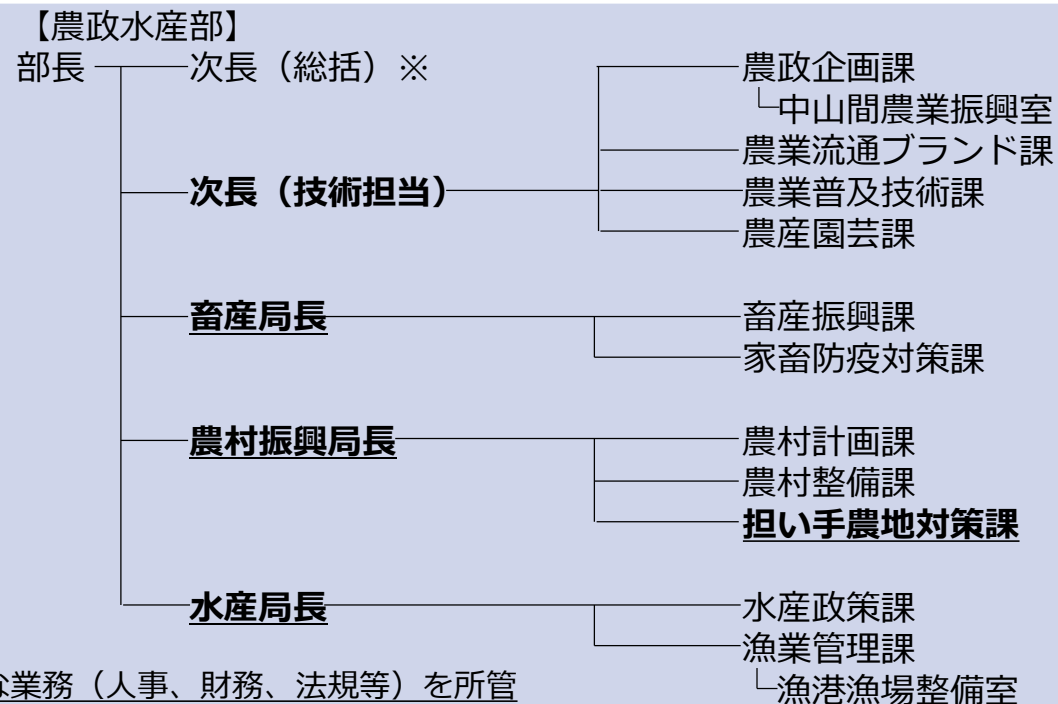 【農政水産部】
部長 次長（総括）※ 農政企画課
中山間農業振興室
農業流通ブランド課
次長（技術担当） 農業普及技術課
農産園芸課
畜産局長 畜産振興課
家畜防疫対策課
農村振興局長 農村計画課
農村整備課
担い手農地対策課
水産局長 水産政策課
漁業管理課
な業務（人事、財務、法規等）を所管 漁港漁場整備室